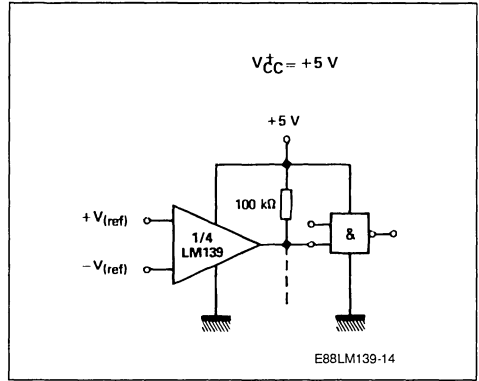 V⁺CC = +5 V
+5 V
100 kΩ
+V(ref)
1/4
LM139
&
−V(ref)
E88LM139-14